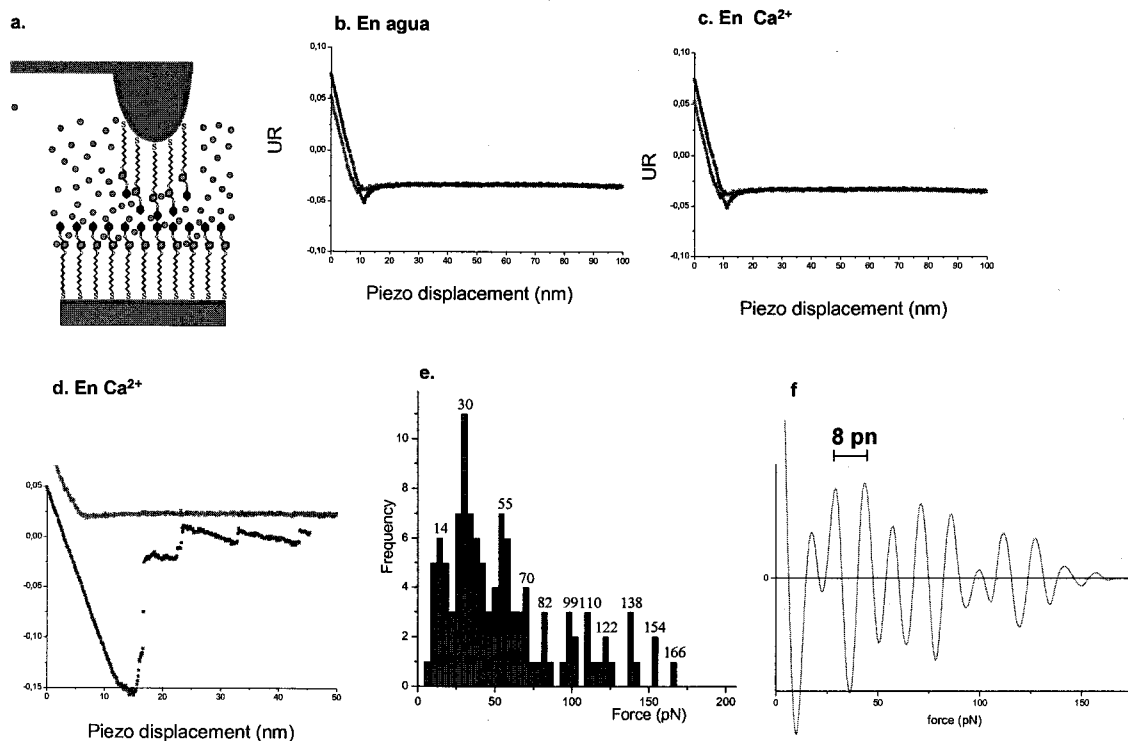 a.
S S S S S
S S S S S S S S S S S
b. En agua
0,10
0,05
0,00
-0,05
-0,10
UR
0 10 20 30 40 50 60 70 80 90 100
Piezo displacement (nm)
c. En Ca²⁺
0,10
0,05
0,00
-0,05
-0,10
UR
0 10 20 30 40 50 60 70 80 90 100
Piezo displacement (nm)
d. En Ca²⁺
0,05
0,00
-0,05
-0,10
-0,15
0 10 20 30 40 50
Piezo displacement (nm)
e.
Frequency
10
8
6
4
2
0
14 30 55 70 82 99 110 122 138 154 166
0 50 100 150 200
Force (pN)
f
8 pn
0
0 50 100 150
force (pN)